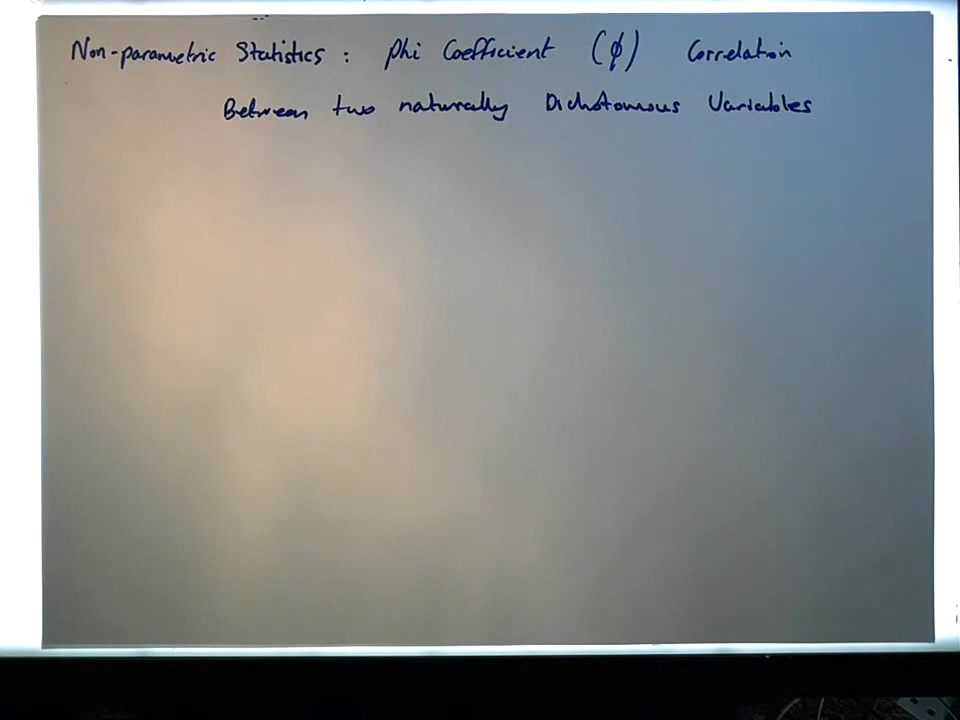 Non-parametric Statistics : Phi Coefficient (ϕ) Correlation
Between two naturally Dichotomous Variables